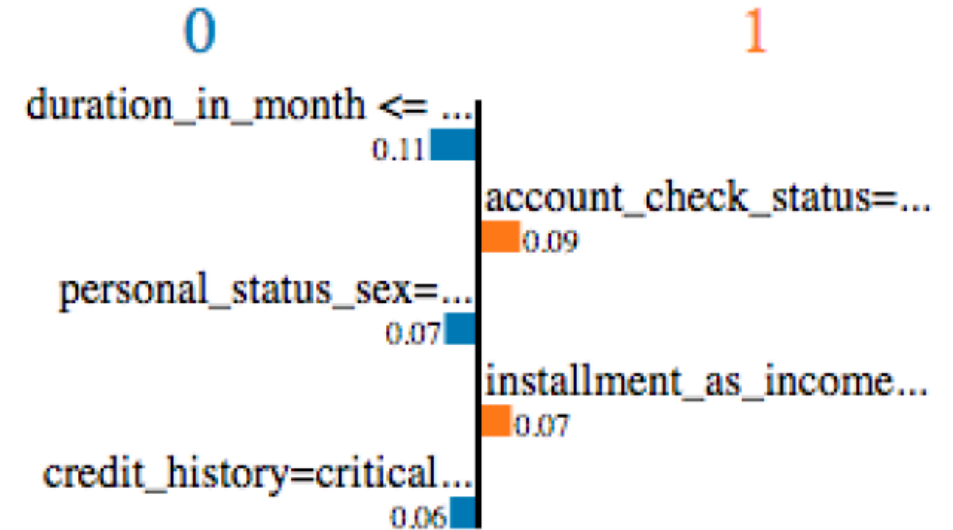 0 1
duration_in_month <= ...
0.11
account_check_status=...
0.09
personal_status_sex=...
0.07
installment_as_income...
0.07
credit_history=critical...
0.06